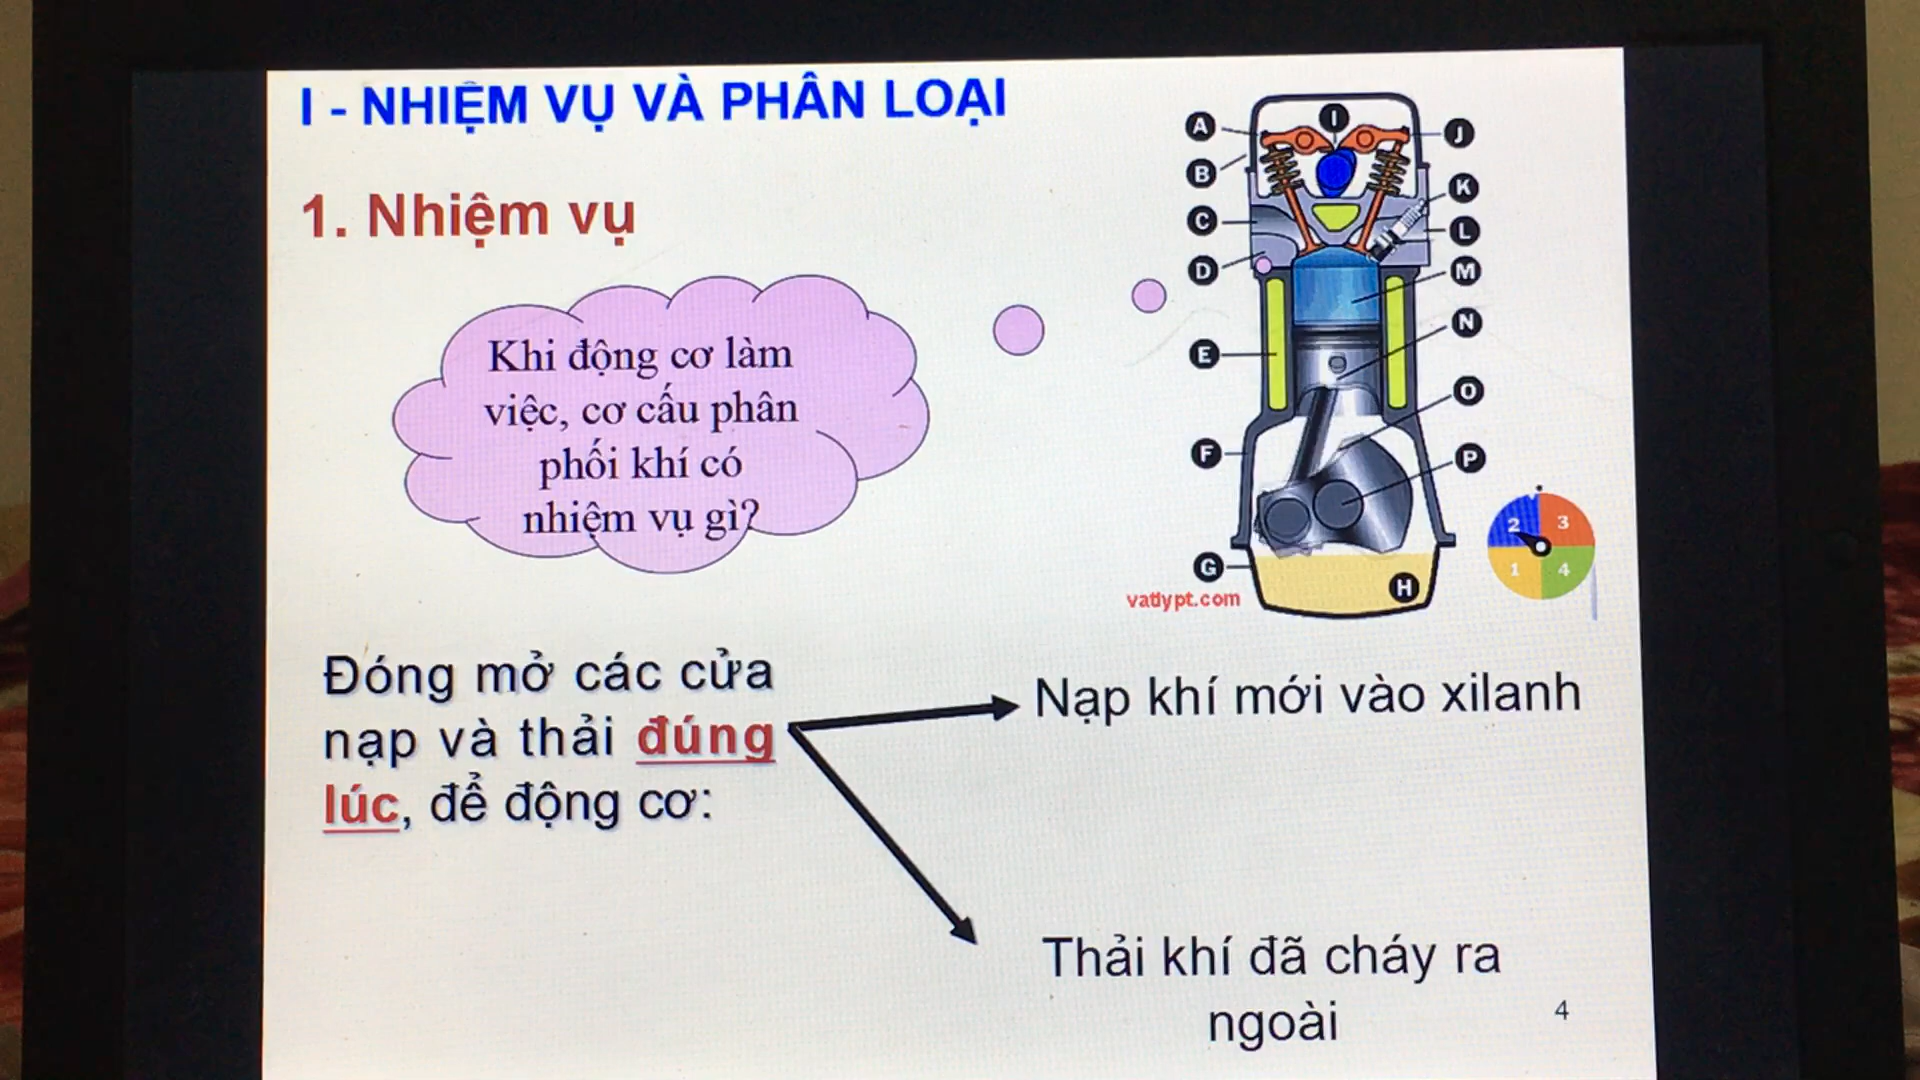 I - NHIỆM VỤ VÀ PHÂN LOẠI
1. Nhiệm vụ
Khi động cơ làm
việc, cơ cấu phân
phối khí có
nhiệm vụ gì?
A
B
C
D
E
F
G
H
I
J
K
L
M
N
O
P
2 3
1 4
vatlypt.com
Đóng mở các cửa
nạp và thải đúng
lúc, để động cơ:
Nạp khí mới vào xilanh
Thải khí đã cháy ra
ngoài
4